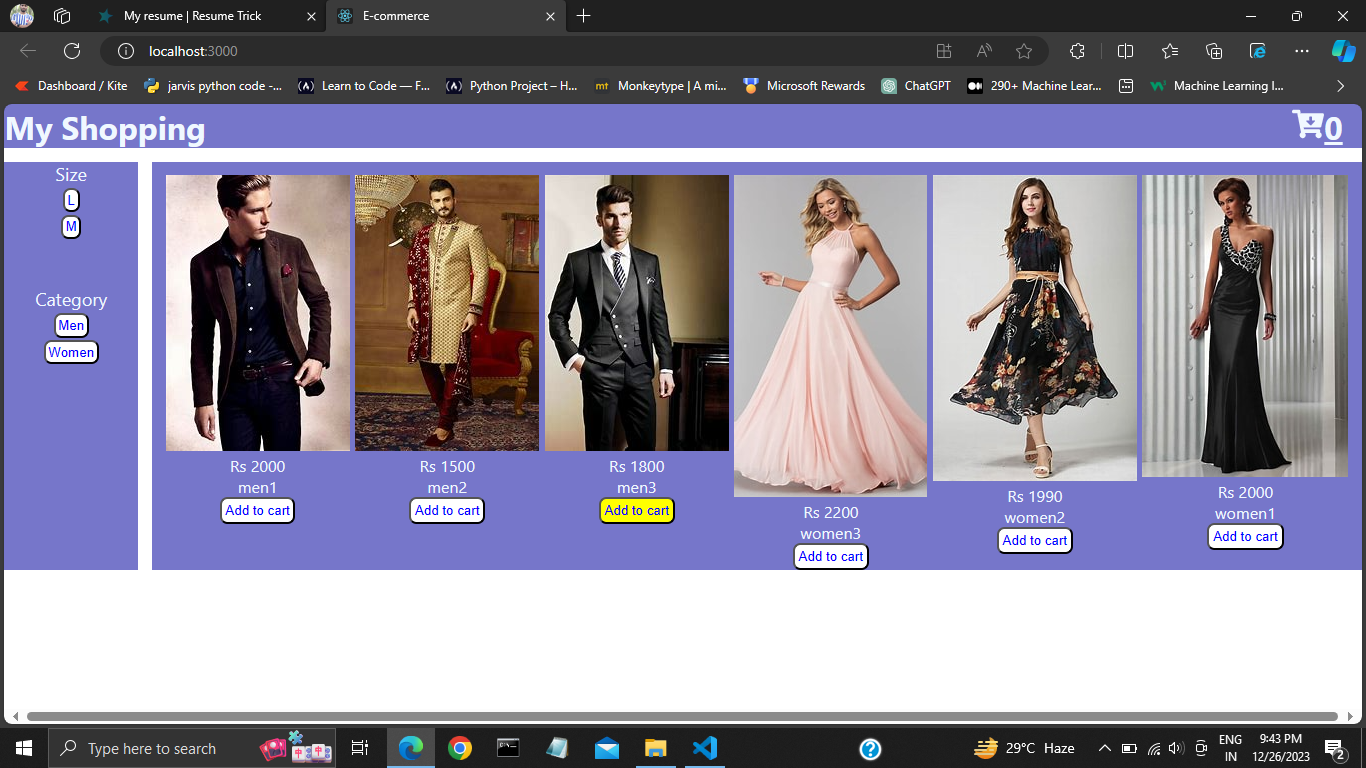 My resume | Resume Trick
E-commerce
localhost:3000
Dashboard / Kite
jarvis python code -...
Learn to Code — F...
Python Project – H...
mt
Monkeytype | A mi...
Microsoft Rewards
ChatGPT
290+ Machine Lear...
Machine Learning I...
My Shopping
0
Size
L
M
Category
Men
Women
Rs 2000
men1
Add to cart
Rs 1500
men2
Add to cart
Rs 1800
men3
Add to cart
Rs 2200
women3
Add to cart
Rs 1990
women2
Add to cart
Rs 2000
women1
Add to cart
Type here to search
29°C Haze
ENG
IN
9:43 PM
12/26/2023
2